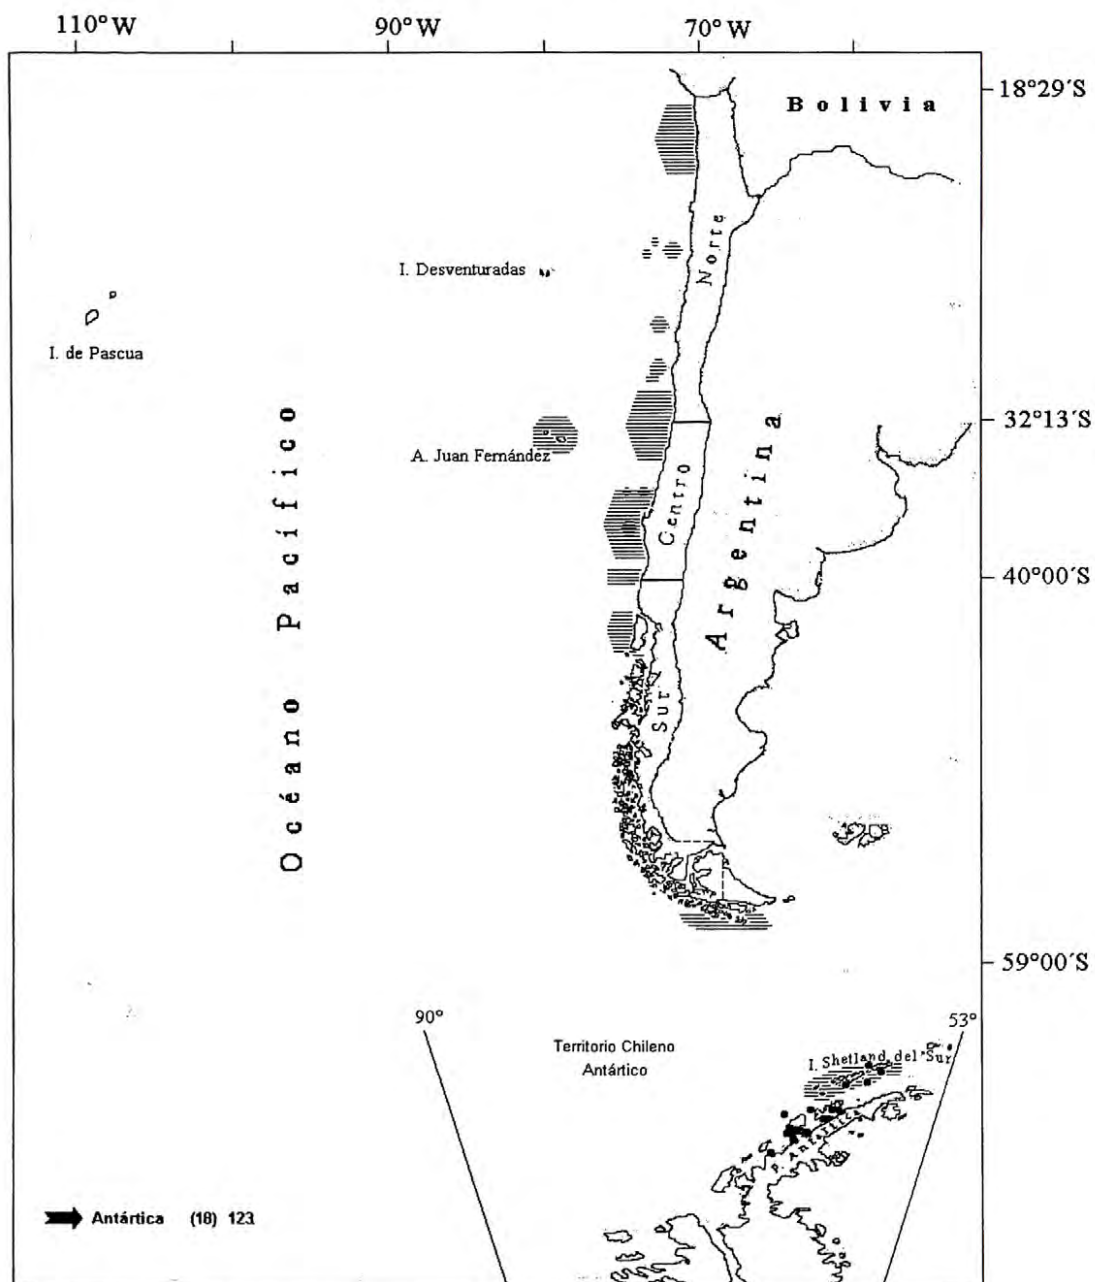 110° W
90° W
70° W
18°29´S
Bolivia
Norte
I. Desventuradas
I. de Pascua
32°13´S
A. Juan Fernández
Centro
Argentina
Océano Pacífico
40°00´S
Sur
59°00´S
90°
53°
Territorio Chileno
Antártico
I. Shetland del Sur
P. Antártica
Antártica (18) 123